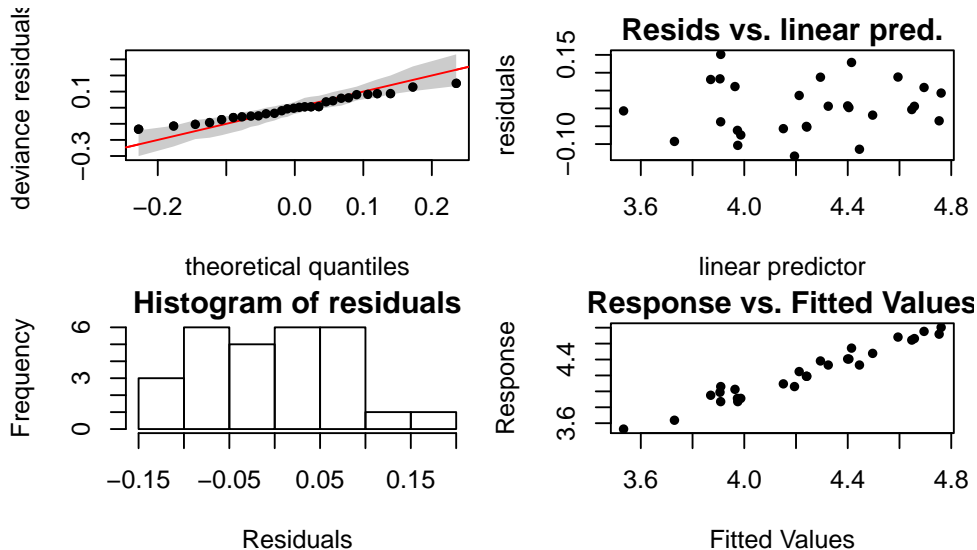 deviance residuals
0.1
−0.3
−0.2
0.0
0.1
0.2
theoretical quantiles
Resids vs. linear pred.
residuals
0.15
−0.10
3.6
4.0
4.4
4.8
linear predictor
Histogram of residuals
Frequency
6
3
0
−0.15
−0.05
0.05
0.15
Residuals
Response vs. Fitted Values
Response
4.4
3.6
3.6
4.0
4.4
4.8
Fitted Values